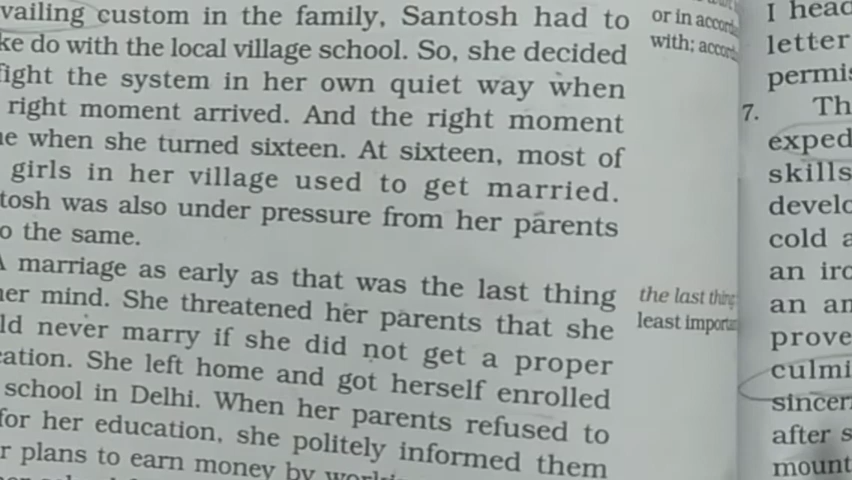 vailing custom in the family, Santosh had to
ke do with the local village school. So, she decided
fight the system in her own quiet way when
right moment arrived. And the right moment
ne when she turned sixteen. At sixteen, most of
girls in her village used to get married.
tosh was also under pressure from her parents
o the same.
A marriage as early as that was the last thing
her mind. She threatened her parents that she
ld never marry if she did not get a proper
cation. She left home and got herself enrolled
school in Delhi. When her parents refused to
for her education, she politely informed them
r plans to earn money by
or in accord
with; accord
the last thing
least importan
I head
letter
permis
7. Th
exped
skills
develo
cold a
an iro
an am
prove
culmi
sincer
after s
mount